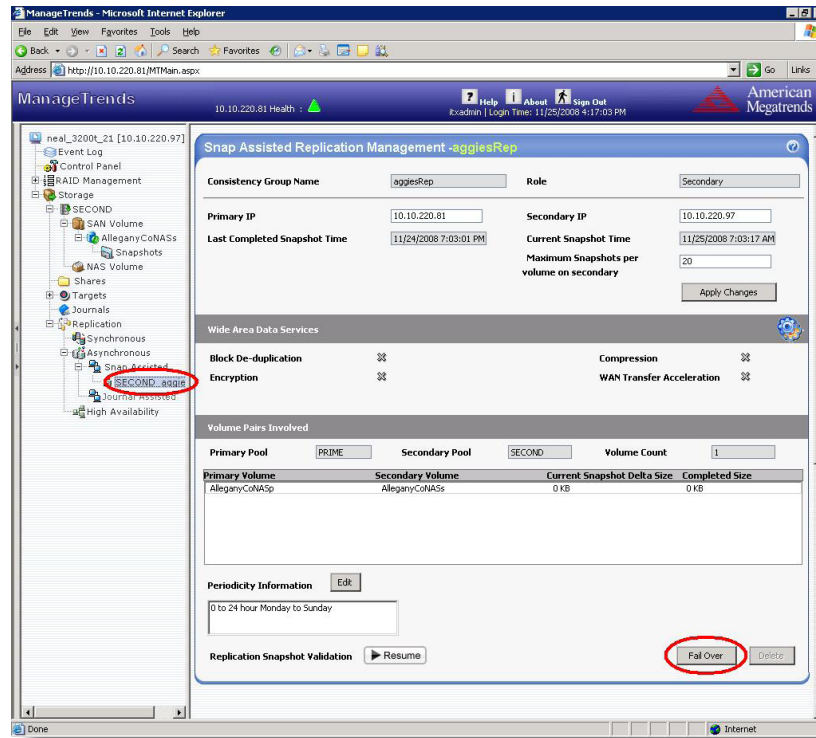 ManageTrends - Microsoft Internet Explorer
File Edit View Favorites Tools Help
Back Search Favorites
Address http://10.10.220.81/MTMain.aspx Go Links
ManageTrends
10.10.220.81 Health :
Help About Sign Out
itxadmin | Login Time: 11/25/2008 4:17:03 PM
American
Megatrends
neal_3200t_21 [10.10.220.97]
Event Log
Control Panel
RAID Management
Storage
SECOND
SAN Volume
AlleganyCoNASs
Snapshots
NAS Volume
Shares
Targets
Journals
Replication
Synchronous
Asynchronous
Snap Assisted
SECOND_aggie
Journal Assisted
High Availability
Snap Assisted Replication Management -aggiesRep
Consistency Group Name aggiesRep Role Secondary
Primary IP 10.10.220.81 Secondary IP 10.10.220.97
Last Completed Snapshot Time 11/24/2008 7:03:01 PM Current Snapshot Time 11/25/2008 7:03:17 AM
Maximum Snapshots per
volume on secondary 20
Apply Changes
Wide Area Data Services
Block De-duplication Compression
Encryption WAN Transfer Acceleration
Volume Pairs Involved
Primary Pool PRIME Secondary Pool SECOND Volume Count 1
Primary Volume Secondary Volume Current Snapshot Delta Size Completed Size
AlleganyCoNASp AlleganyCoNASs 0 KB 0 KB
Periodicity Information Edit
0 to 24 hour Monday to Sunday
Replication Snapshot Validation Resume Fail Over Delete
Done Internet